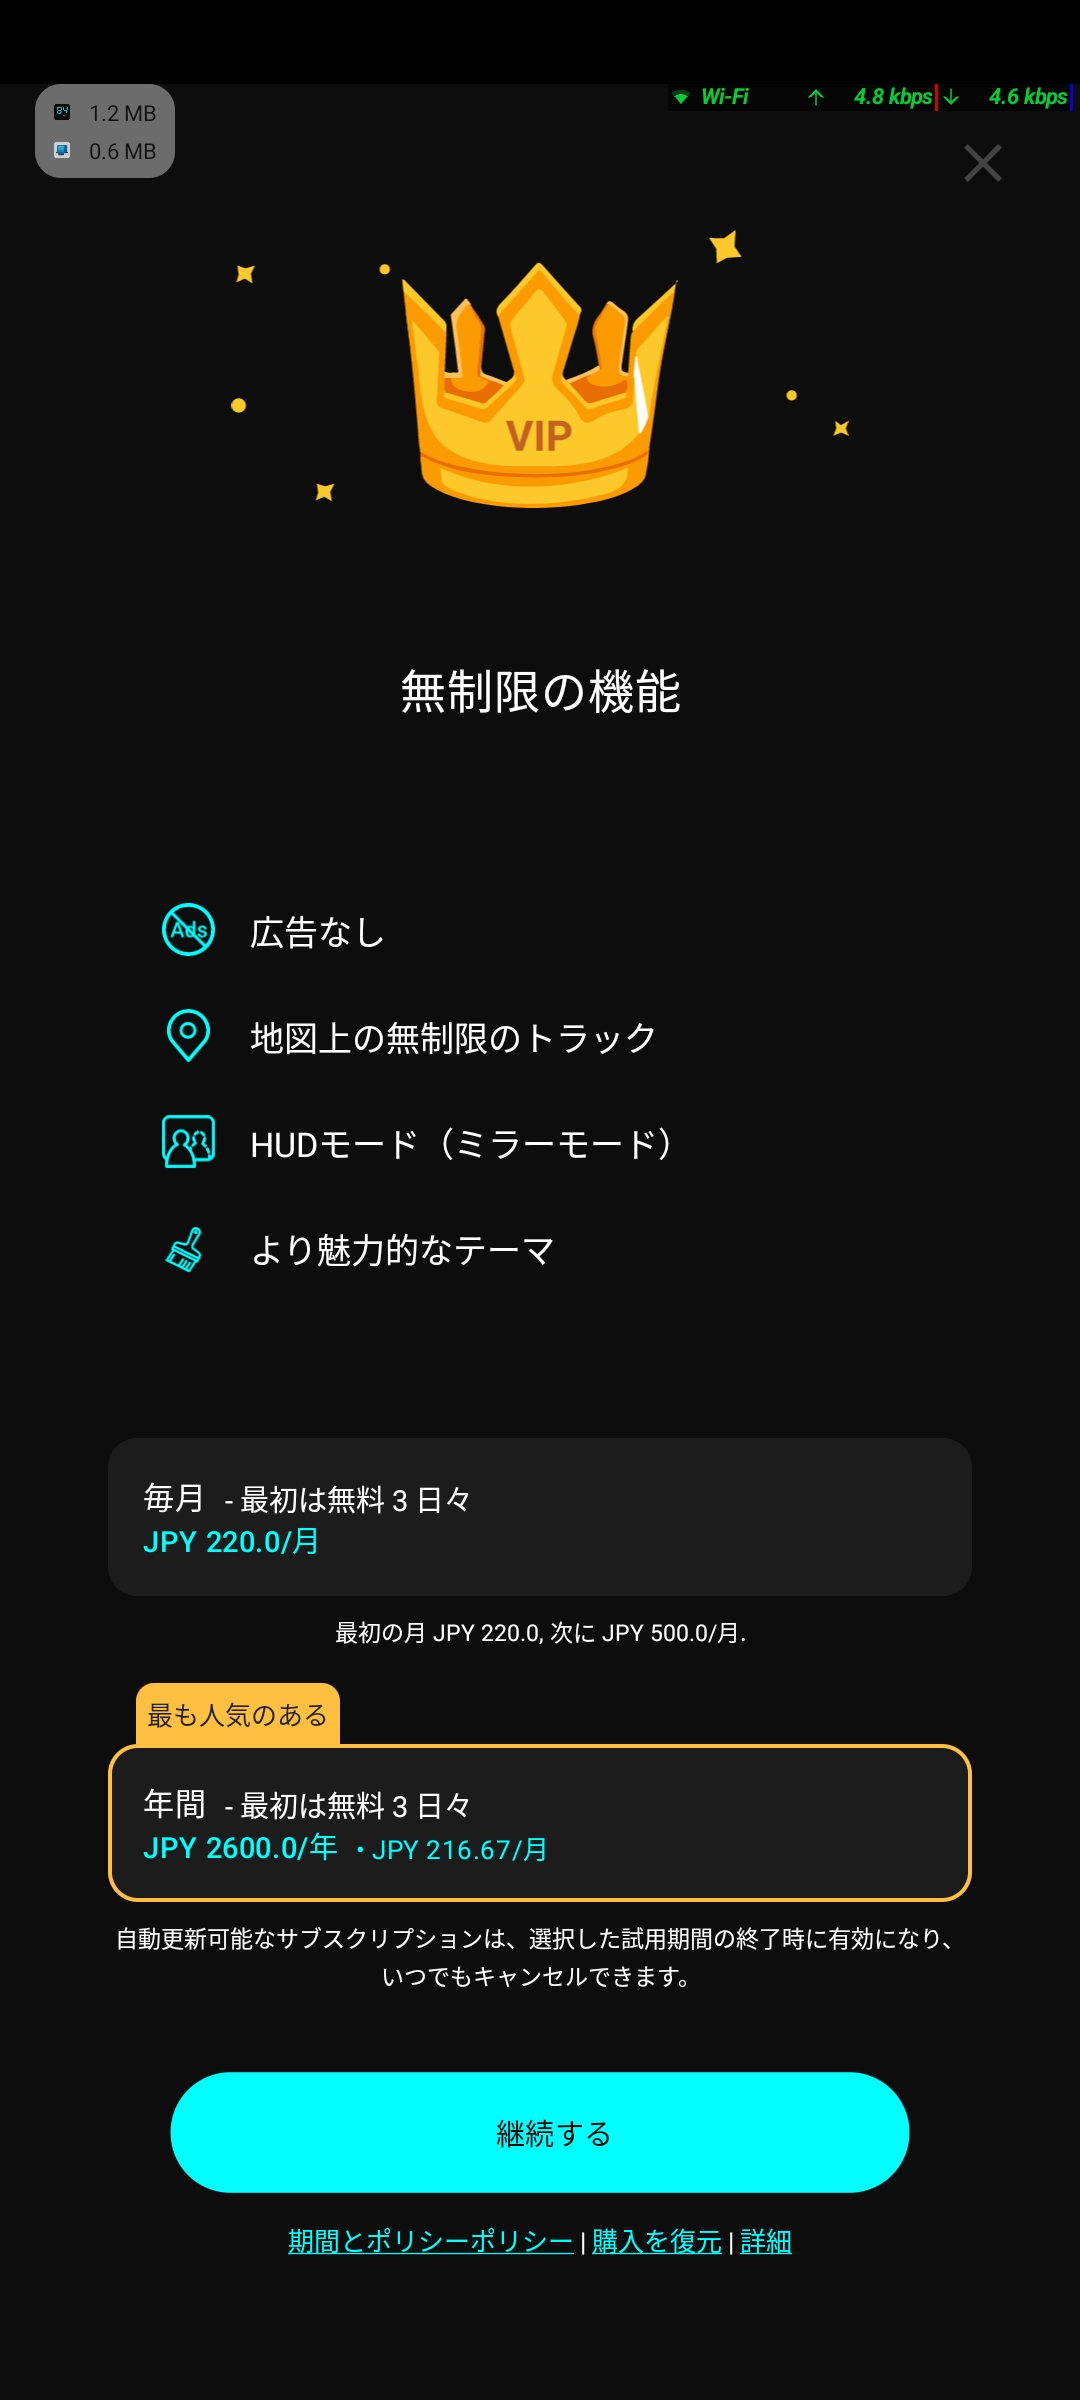 1.2 MB
0.6 MB
Wi-Fi ↑ 4.8 kbps ↓ 4.6 kbps
VIP
無制限の機能
Ads
広告なし
地図上の無制限のトラック
HUDモード（ミラーモード）
より魅力的なテーマ
毎月 - 最初は無料 3 日々
JPY 220.0/月
最初の月 JPY 220.0, 次に JPY 500.0/月.
最も人気のある
年間 - 最初は無料 3 日々
JPY 2600.0/年 ・JPY 216.67/月
自動更新可能なサブスクリプションは、選択した試用期間の終了時に有効になり、
いつでもキャンセルできます。
継続する
期間とポリシーポリシー | 購入を復元 | 詳細